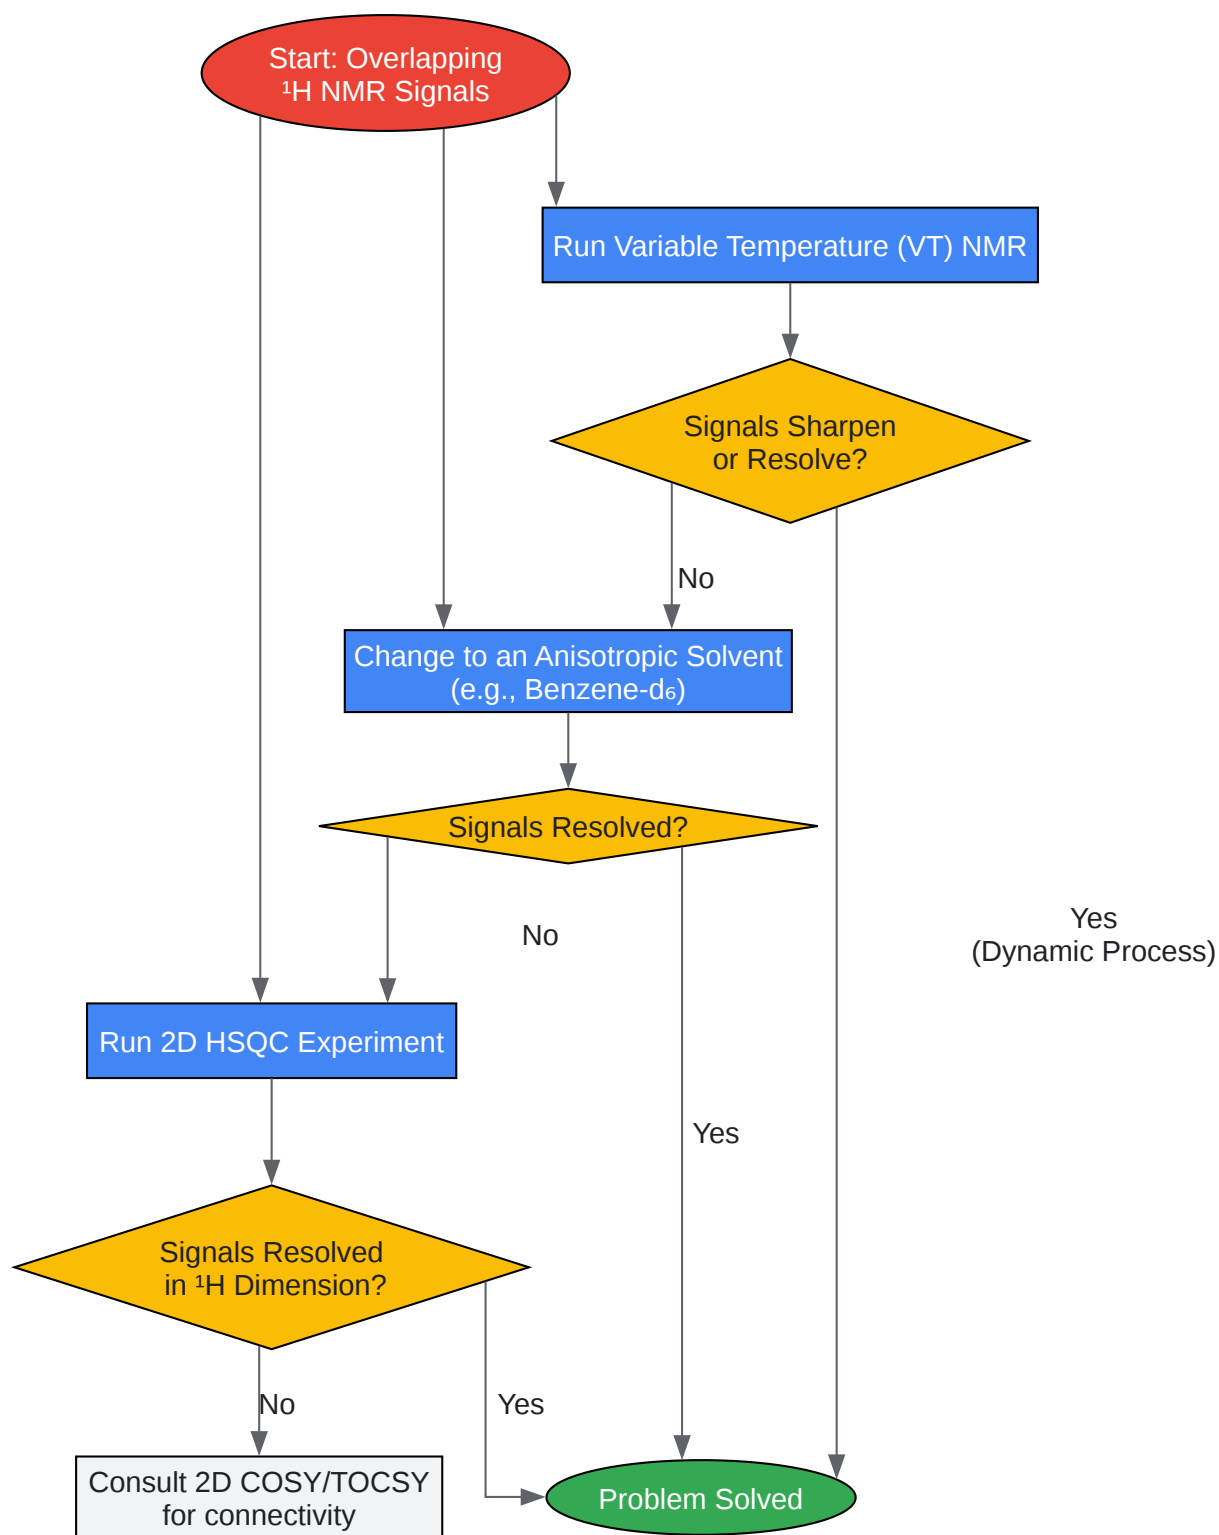 Start: Overlapping
¹H NMR Signals
Run Variable Temperature (VT) NMR
Signals Sharpen
or Resolve?
No
Change to an Anisotropic Solvent
(e.g., Benzene-d₆)
Signals Resolved?
No
Yes
(Dynamic Process)
Run 2D HSQC Experiment
Yes
Signals Resolved
in ¹H Dimension?
No
Yes
Consult 2D COSY/TOCSY
for connectivity
Problem Solved